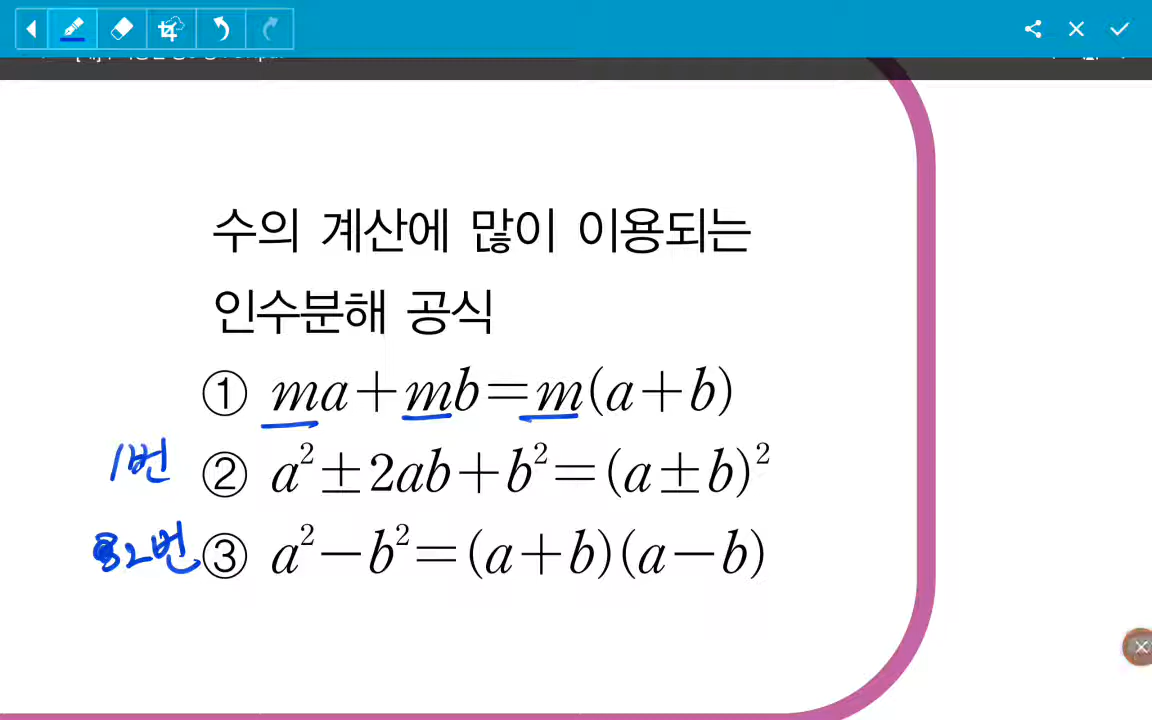 수의 계산에 많이 이용되는
인수분해 공식
① ma+mb=m(a+b)
1번 ② a²±2ab+b²=(a±b)²
2번 ③ a²−b²=(a+b)(a−b)